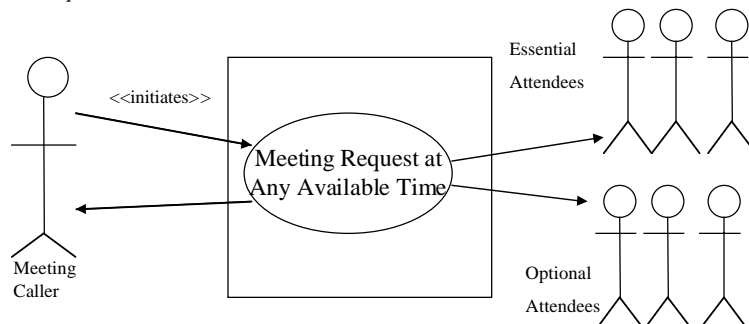 Essential
Attendees
<<initiates>>
Meeting Request at
Any Available Time
Meeting
Caller
Optional
Attendees